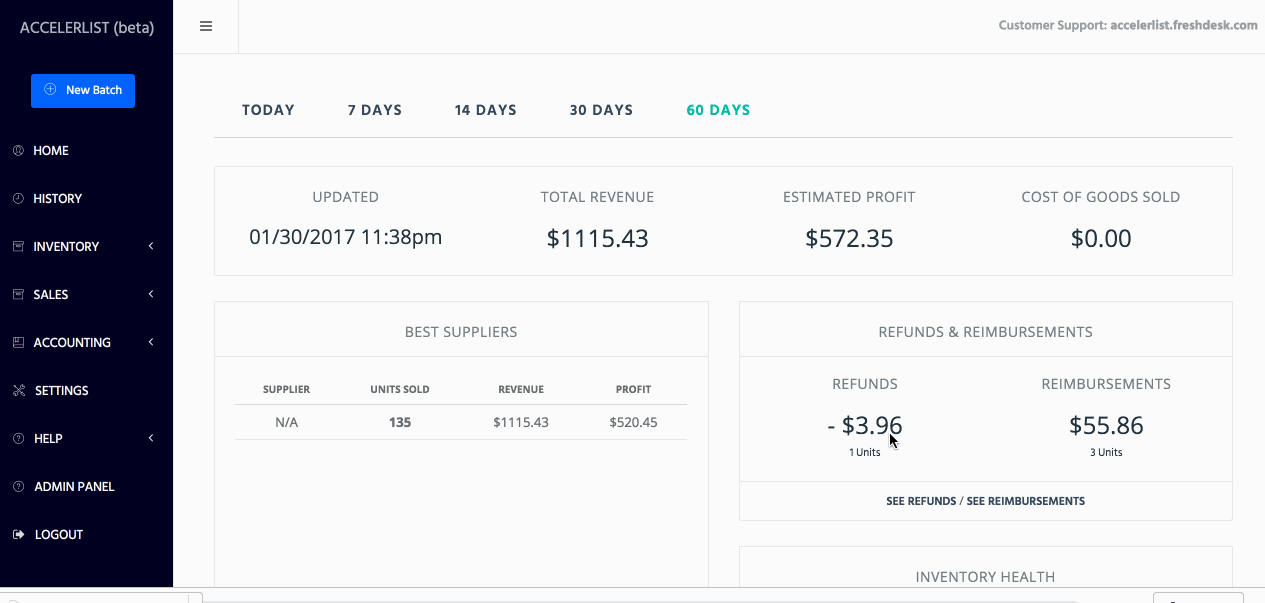 ACCELERLIST (beta)
Customer Support: accelerlist.freshdesk.com
New Batch
HOME
HISTORY
INVENTORY
SALES
ACCOUNTING
SETTINGS
HELP
ADMIN PANEL
LOGOUT
TODAY 7 DAYS 14 DAYS 30 DAYS 60 DAYS
UPDATED TOTAL REVENUE ESTIMATED PROFIT COST OF GOODS SOLD
01/30/2017 11:38pm $1115.43 $572.35 $0.00
BEST SUPPLIERS
SUPPLIER UNITS SOLD REVENUE PROFIT
N/A 135 $1115.43 $520.45
REFUNDS & REIMBURSEMENTS
REFUNDS REIMBURSEMENTS
- $3.96 $55.86
1 Units 3 Units
SEE REFUNDS / SEE REIMBURSEMENTS
INVENTORY HEALTH